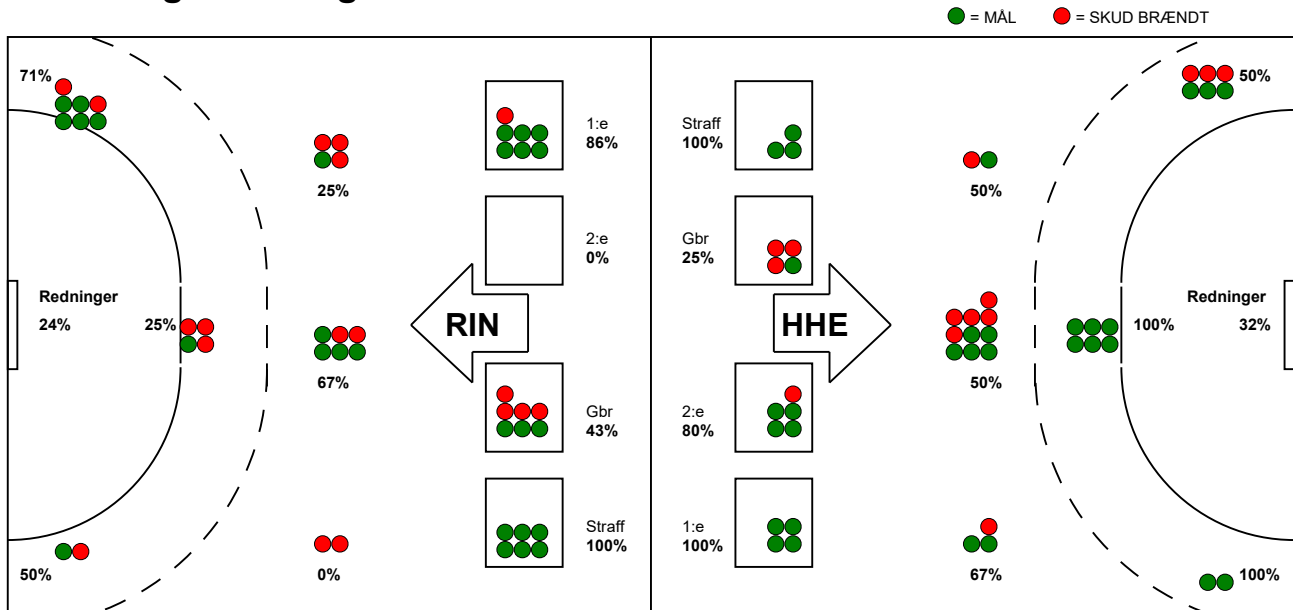 = MÅL
= SKUD BRÆNDT
71%
25%
Redninger
24%
25%
67%
50%
0%
1:e
86%
2:e
0%
RIN
Gbr
43%
Straff
100%
Straff
100%
Gbr
25%
HHE
2:e
80%
1:e
100%
50%
50%
50%
100%
Redninger
32%
67%
100%